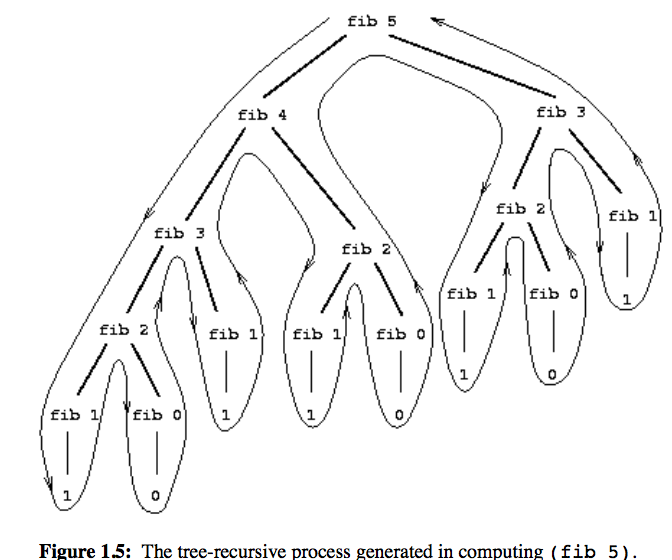 fib 5
fib 4
fib 3
fib 3
fib 2
fib 2
fib 1
fib 2
fib 1
fib 1
fib 0
fib 1
fib 0
1
fib 1
fib 0
1
1
0
1
0
1
0
Figure 1.5: The tree-recursive process generated in computing (fib 5).